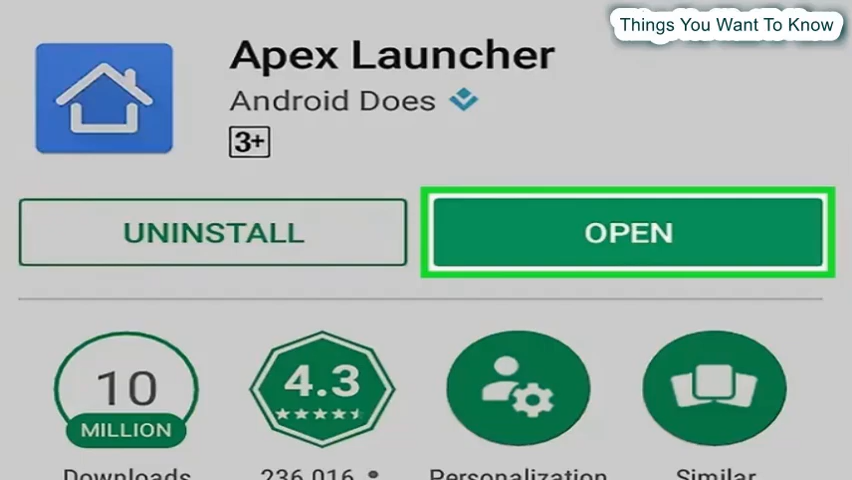 Things You Want To Know
Apex Launcher
Android Does
3+
UNINSTALL
OPEN
10
MILLION
4.3
Downloads
236,016
Personalization
Similar